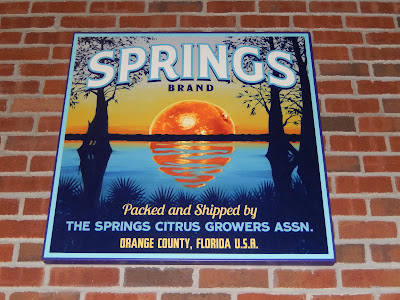 SPRINGS
BRAND
Packed and Shipped by
THE SPRINGS CITRUS GROWERS ASSN.
ORANGE COUNTY, FLORIDA U.S.A.